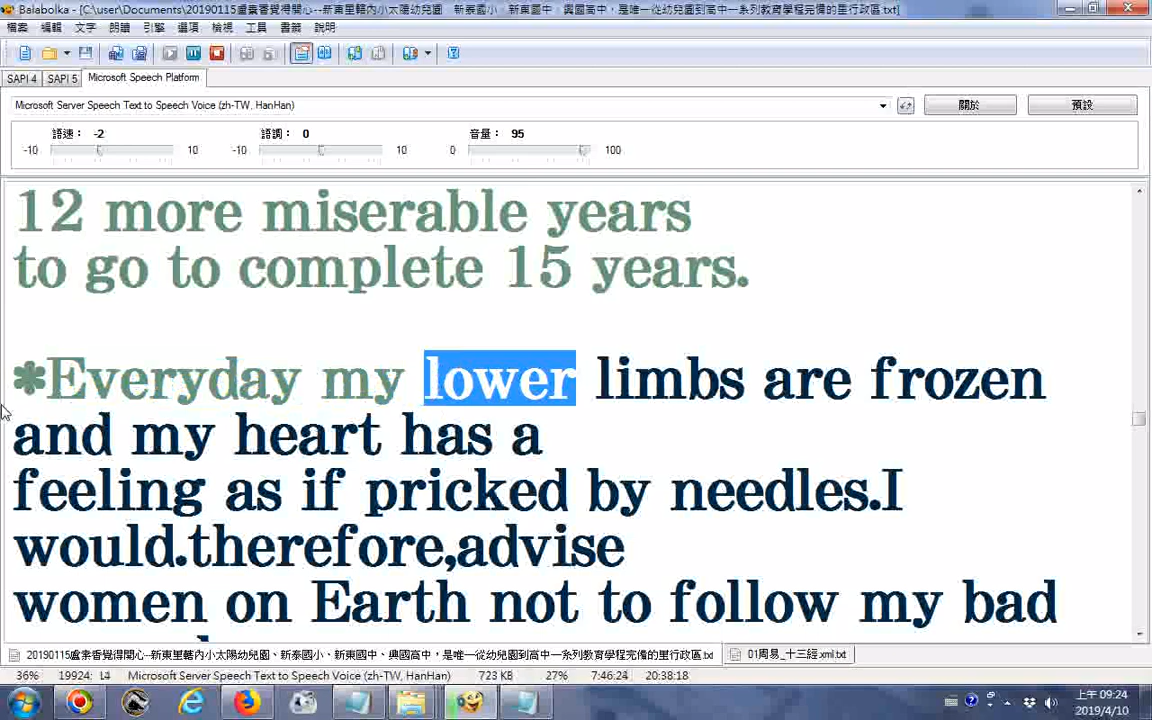 Balabolka - [C:\user\Documents\20190115盧彙香覺得開心--新東里轄內小太陽幼兒園、新泰國小、新東國中、興國高中，是唯一從幼兒園到高中一系列教育學程完備的里行政區.txt]
檔案 編輯 文字 朗讀 引擎 選項 檢視 工具 書籤 說明
SAPI 4 SAPI 5 Microsoft Speech Platform
Microsoft Server Speech Text to Speech Voice (zh-TW, HanHan) 關於 預設
語速： -2 語調： 0 音量： 95
-10 10 -10 10 0 100
12 more miserable years
to go to complete 15 years.
*Everyday my lower limbs are frozen
and my heart has a
feeling as if pricked by needles.I
would.therefore,advise
women on Earth not to follow my bad
20190115盧彙香覺得開心--新東里轄內小太陽幼兒園、新泰國小、新東國中、興國高中，是唯一從幼兒園到高中一系列教育學程完備的里行政區.txt 01周易_十三經.xml.txt
36% 19924: L4 Microsoft Server Speech Text to Speech Voice (zh-TW, HanHan) 723 KB 27% 7:46:24 20:38:18
上午 09:24
2019/4/10